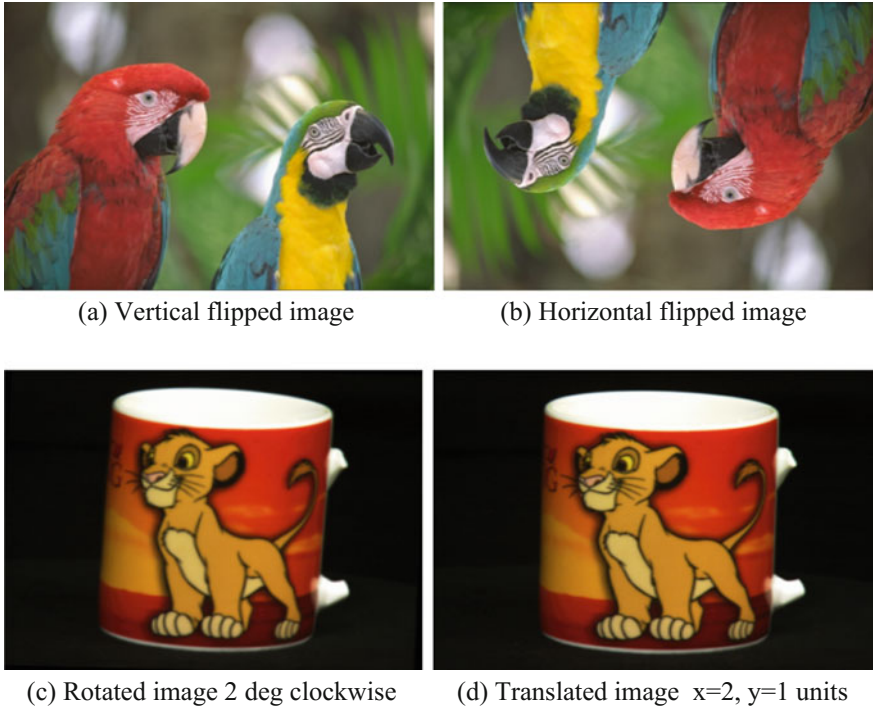 (a) Vertical flipped image
(b) Horizontal flipped image
(c) Rotated image 2 deg clockwise
(d) Translated image x=2, y=1 units